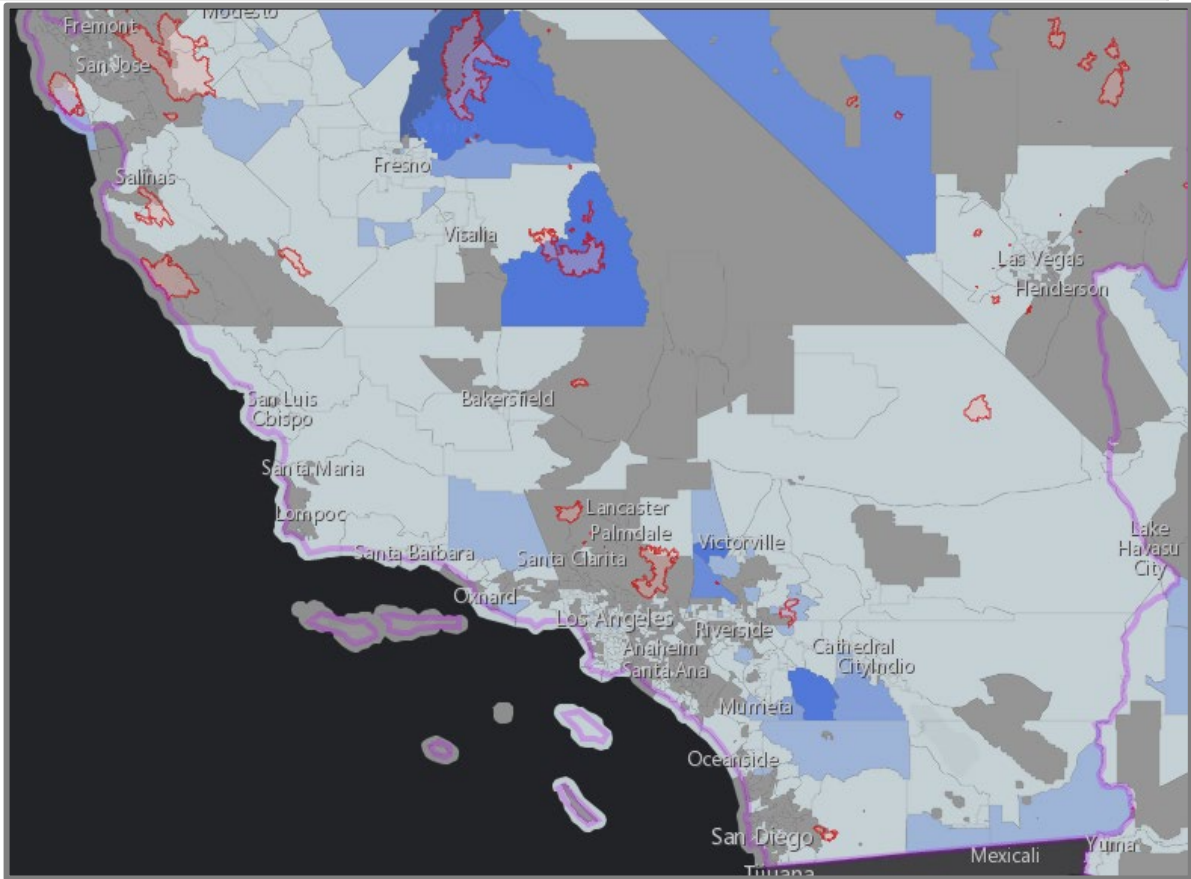 Modesto
Fremont
San Jose
Fresno
Salinas
Visalia
Las Vegas
Henderson
San Luis
Obispo
Bakersfield
Santa Maria
Lompoc
Lancaster
Palmdale
Victorville
Lake
Havasu
City
Santa Barbara
Santa Clarita
Oxnard
Los Angeles
Riverside
Anaheim
Santa Ana
Cathedral
City
Indio
Murrieta
Oceanside
San Diego
Mexicali
Yuma
Tijuana